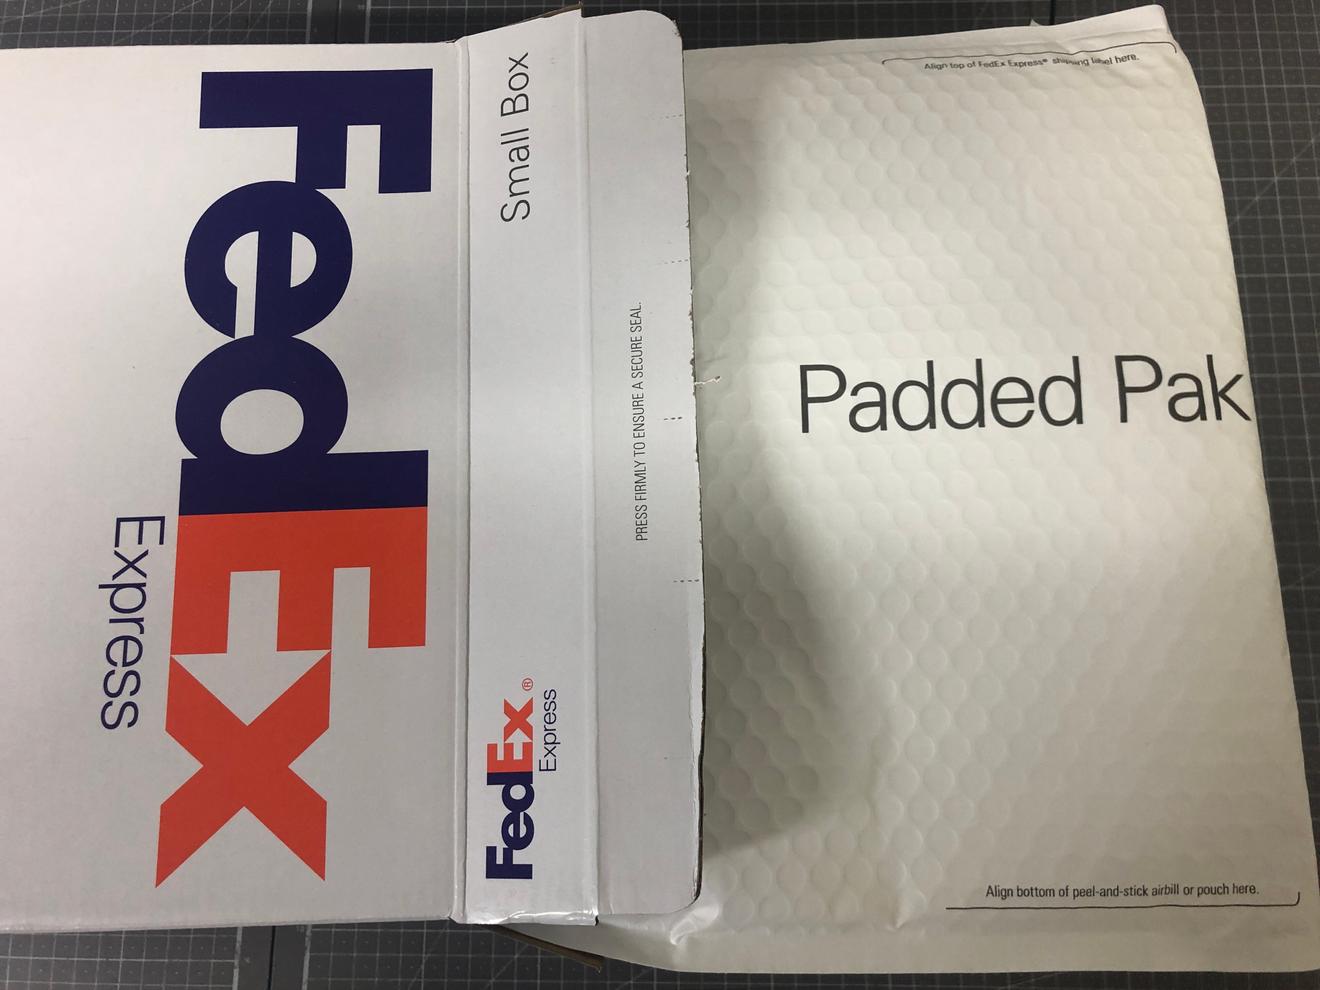 FedEx
Express
Small Box
FedEx®
Express
PRESS FIRMLY TO ENSURE A SECURE SEAL.
Align top of FedEx Express® shipping label here.
Padded Pak
Align bottom of peel-and-stick airbill or pouch here.